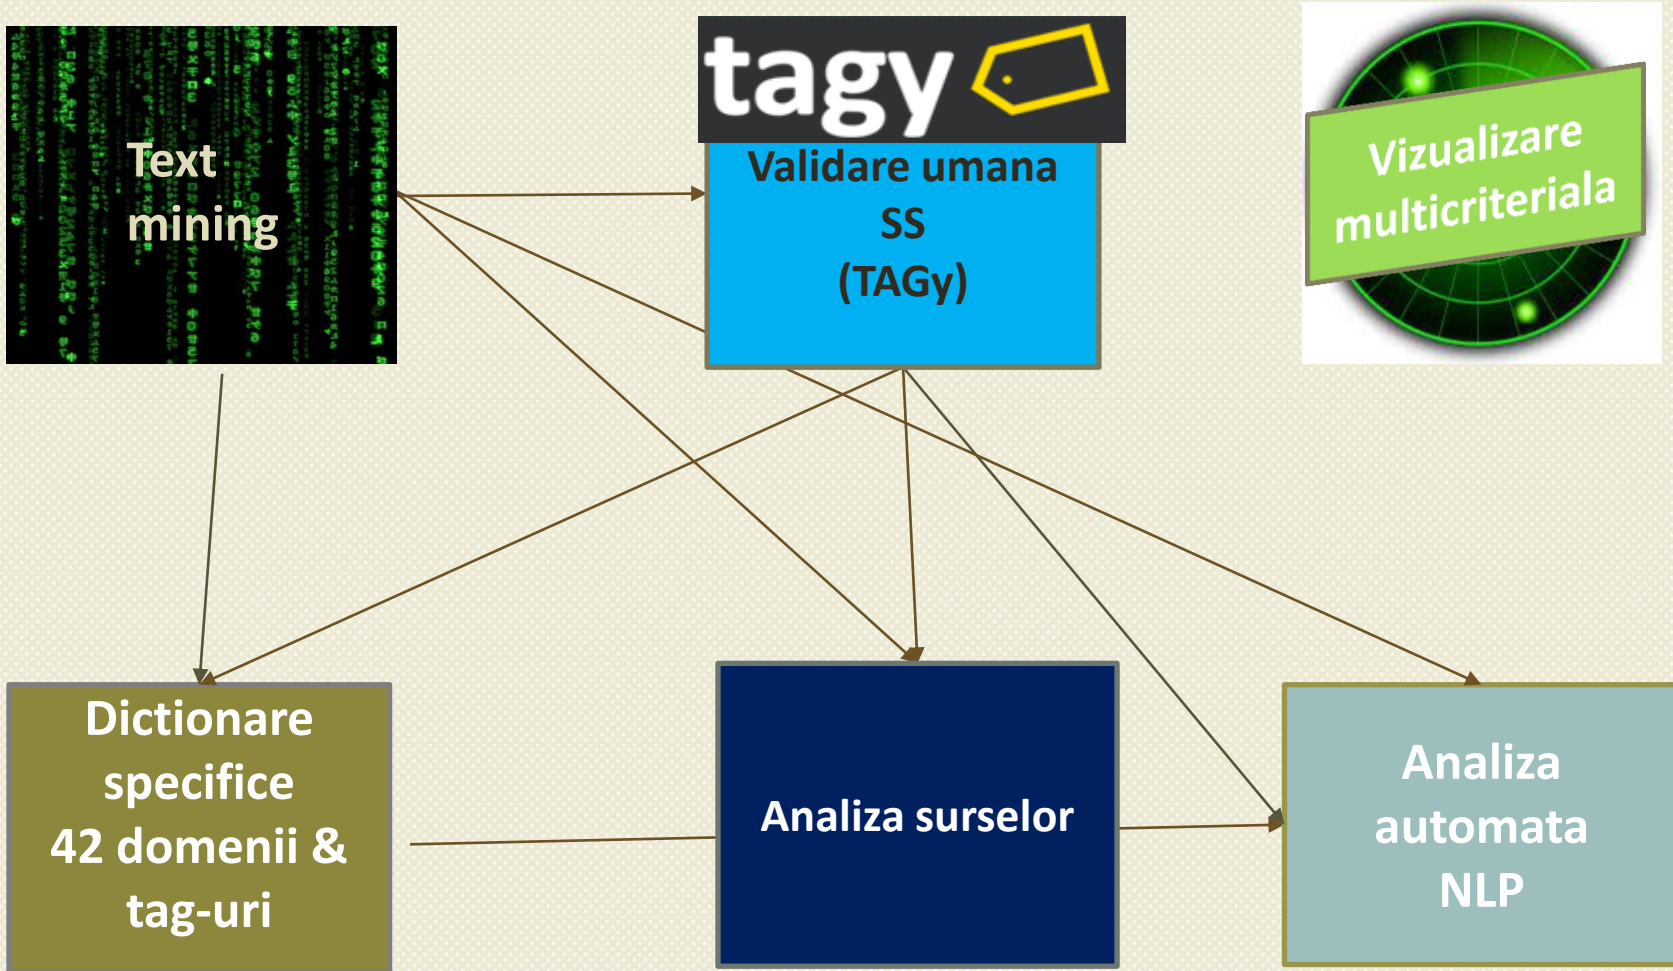 Text
mining
tagy
Validare umana
SS
(TAGy)
Vizualizare
multicriteriala
Dictionare
specifice
42 domenii &
tag-uri
Analiza surselor
Analiza
automata
NLP